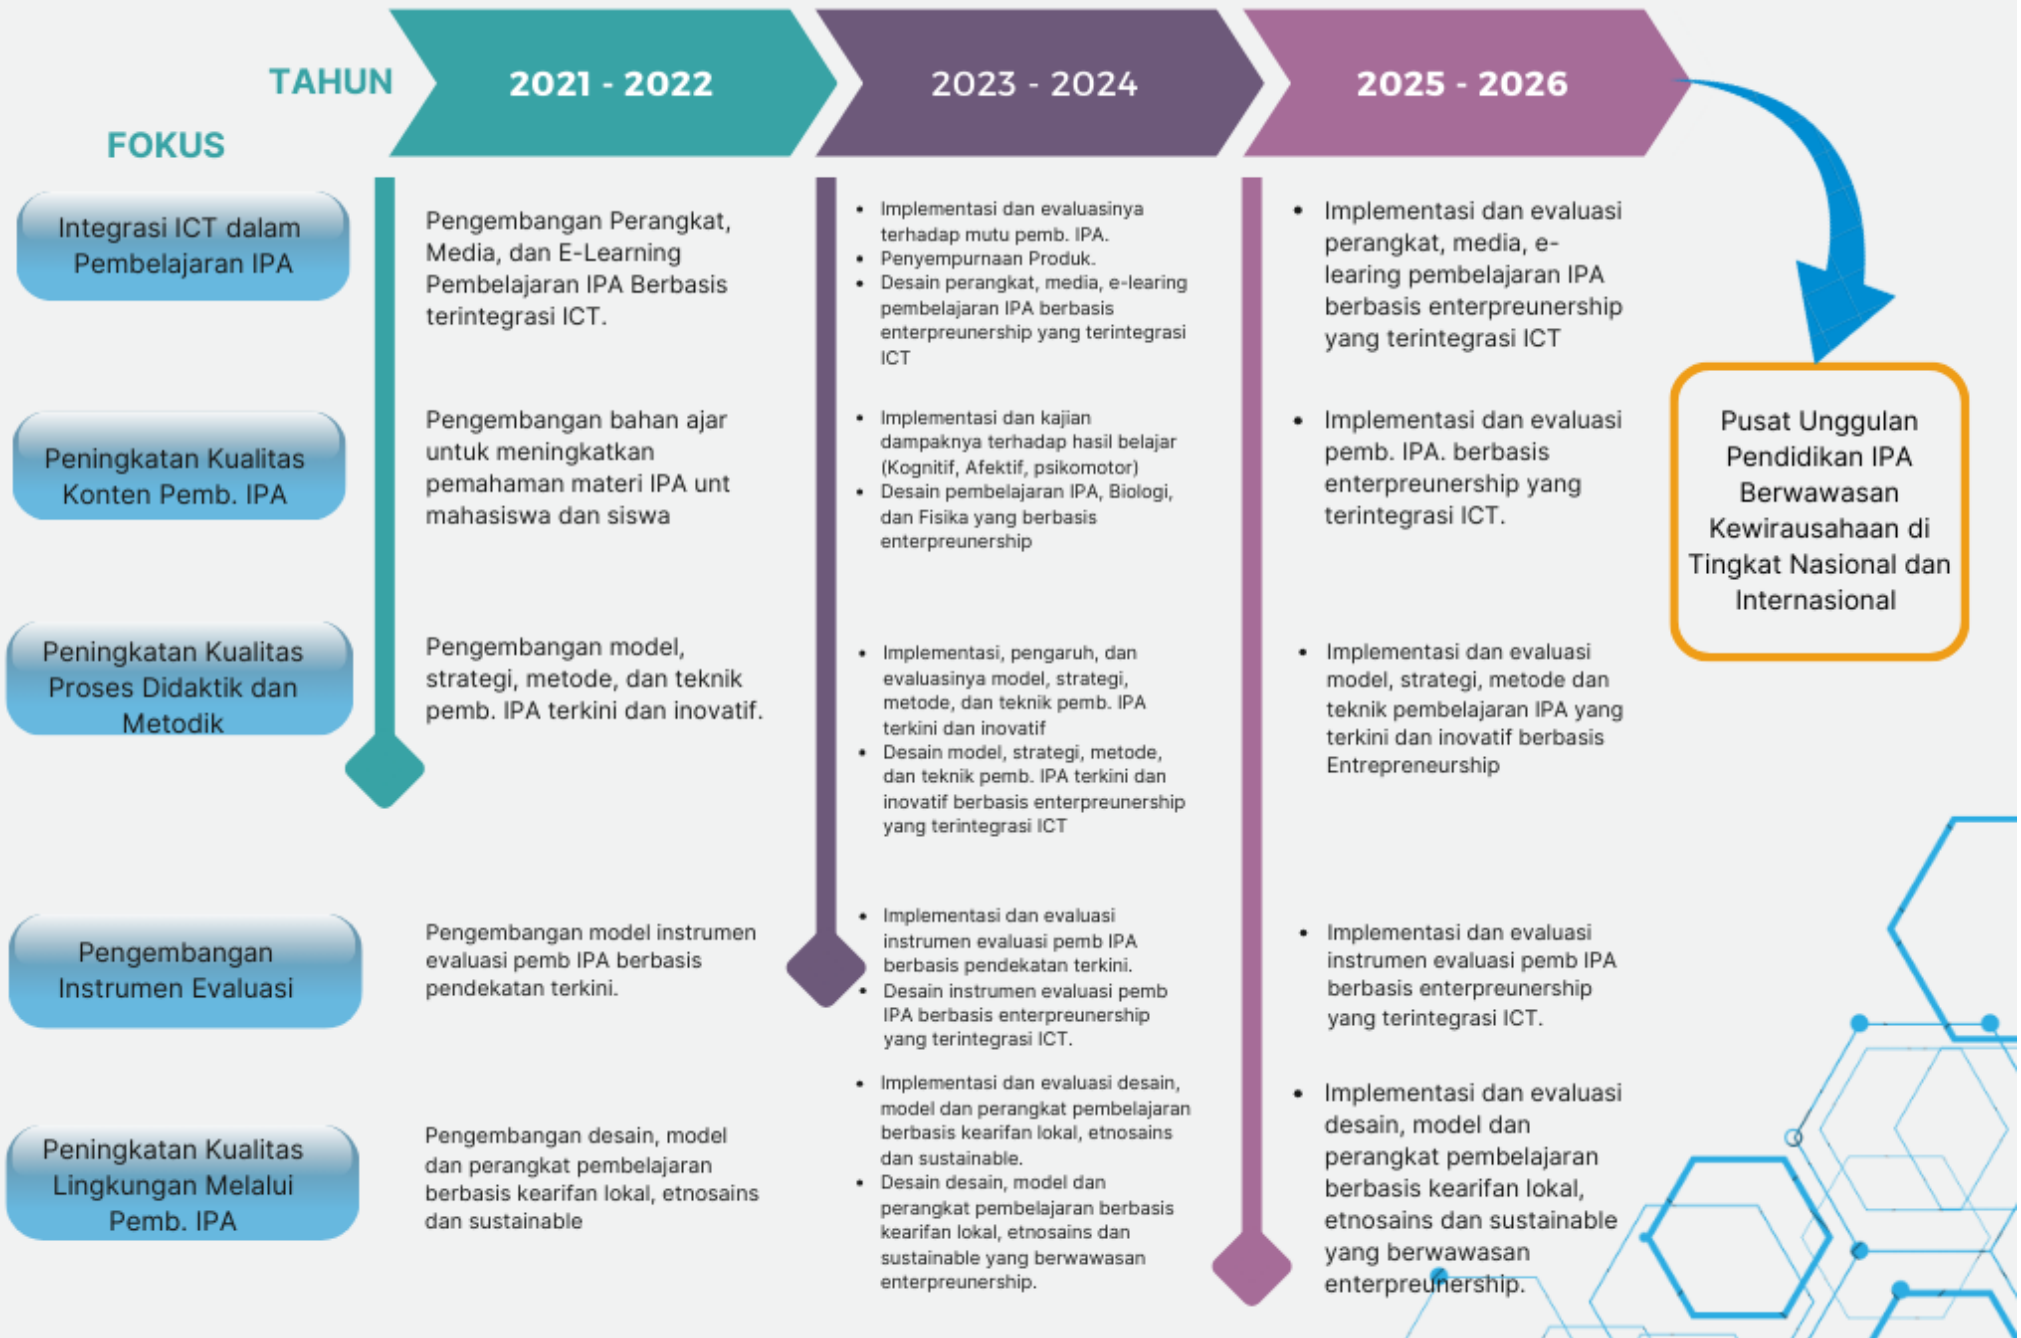 TAHUN
2021 - 2022
2023 - 2024
2025 - 2026
FOKUS
Integrasi ICT dalam
Pembelajaran IPA
Pengembangan Perangkat,
Media, dan E-Learning
Pembelajaran IPA Berbasis
terintegrasi ICT.
• Implementasi dan evaluasinya
terhadap mutu pemb. IPA.
• Penyempurnaan Produk.
• Desain perangkat, media, e-learing
pembelajaran IPA berbasis
enterpreunership yang terintegrasi
ICT
• Implementasi dan evaluasi
perangkat, media, e-
learing pembelajaran IPA
berbasis enterpreunership
yang terintegrasi ICT
Peningkatan Kualitas
Konten Pemb. IPA
Pengembangan bahan ajar
untuk meningkatkan
pemahaman materi IPA unt
mahasiswa dan siswa
• Implementasi dan kajian
dampaknya terhadap hasil belajar
(Kognitif, Afektif, psikomotor)
• Desain pembelajaran IPA, Biologi,
dan Fisika yang berbasis
enterpreunership
• Implementasi dan evaluasi
pemb. IPA. berbasis
enterpreunership yang
terintegrasi ICT.
Pusat Unggulan
Pendidikan IPA
Berwawasan
Kewirausahaan di
Tingkat Nasional dan
Internasional
Peningkatan Kualitas
Proses Didaktik dan
Metodik
Pengembangan model,
strategi, metode, dan teknik
pemb. IPA terkini dan inovatif.
• Implementasi, pengaruh, dan
evaluasinya model, strategi,
metode, dan teknik pemb. IPA
terkini dan inovatif
• Desain model, strategi, metode,
dan teknik pemb. IPA terkini dan
inovatif berbasis enterpreunership
yang terintegrasi ICT
• Implementasi dan evaluasi
model, strategi, metode dan
teknik pembelajaran IPA yang
terkini dan inovatif berbasis
Entrepreneurship
Pengembangan
Instrumen Evaluasi
Pengembangan model instrumen
evaluasi pemb IPA berbasis
pendekatan terkini.
• Implementasi dan evaluasi
instrumen evaluasi pemb IPA
berbasis pendekatan terkini.
• Desain instrumen evaluasi pemb
IPA berbasis enterpreunership
yang terintegrasi ICT.
• Implementasi dan evaluasi
instrumen evaluasi pemb IPA
berbasis enterpreunership
yang terintegrasi ICT.
Peningkatan Kualitas
Lingkungan Melalui
Pemb. IPA
Pengembangan desain, model
dan perangkat pembelajaran
berbasis kearifan lokal, etnosains
dan sustainable
• Implementasi dan evaluasi desain,
model dan perangkat pembelajaran
berbasis kearifan lokal, etnosains
dan sustainable.
• Desain desain, model dan
perangkat pembelajaran berbasis
kearifan lokal, etnosains dan
sustainable yang berwawasan
enterpreunership.
• Implementasi dan evaluasi
desain, model dan
perangkat pembelajaran
berbasis kearifan lokal,
etnosains dan sustainable
yang berwawasan
enterpreunership.